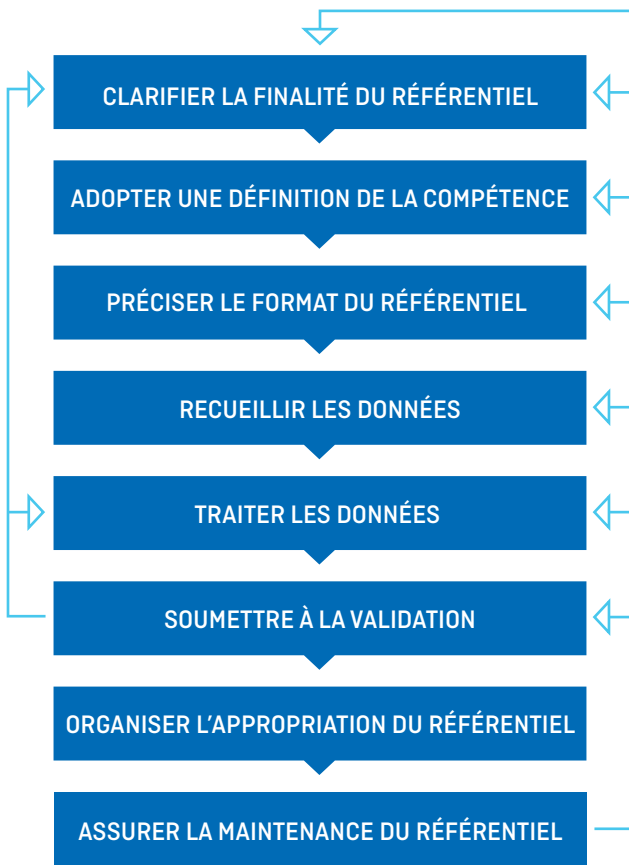 CLARIFIER LA FINALITÉ DU RÉFÉRENTIEL
ADOPTER UNE DÉFINITION DE LA COMPÉTENCE
PRÉCISER LE FORMAT DU RÉFÉRENTIEL
RECUEILLIR LES DONNÉES
TRAITER LES DONNÉES
SOUMETTRE À LA VALIDATION
ORGANISER L'APPROPRIATION DU RÉFÉRENTIEL
ASSURER LA MAINTENANCE DU RÉFÉRENTIEL